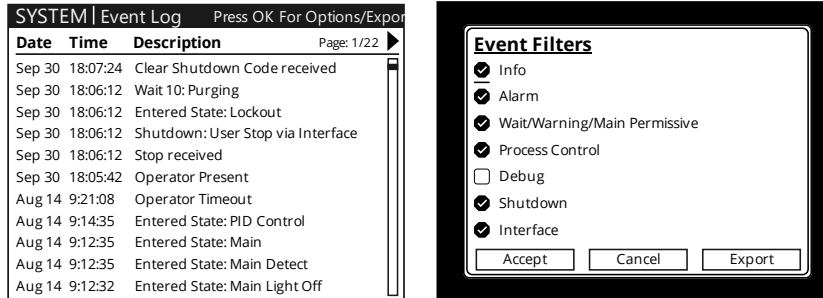 SYSTEM | Event Log Press OK For Options/Expor
Date Time Description Page: 1/22
Sep 30 18:07:24 Clear Shutdown Code received
Sep 30 18:06:12 Wait 10: Purging
Sep 30 18:06:12 Entered State: Lockout
Sep 30 18:06:12 Shutdown: User Stop via Interface
Sep 30 18:06:12 Stop received
Sep 30 18:05:42 Operator Present
Aug 14 9:21:08 Operator Timeout
Aug 14 9:14:35 Entered State: PID Control
Aug 14 9:12:35 Entered State: Main
Aug 14 9:12:35 Entered State: Main Detect
Aug 14 9:12:32 Entered State: Main Light Off
Event Filters
Info
Alarm
Wait/Warning/Main Permissive
Process Control
Debug
Shutdown
Interface
Accept Cancel Export